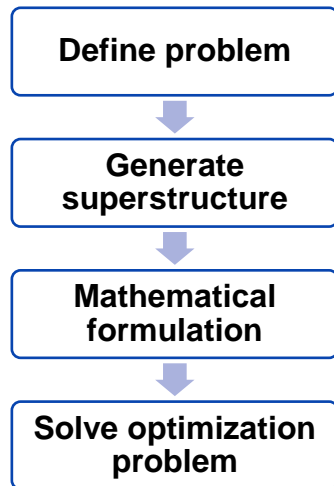 Define problem
Generate
superstructure
Mathematical
formulation
Solve optimization
problem